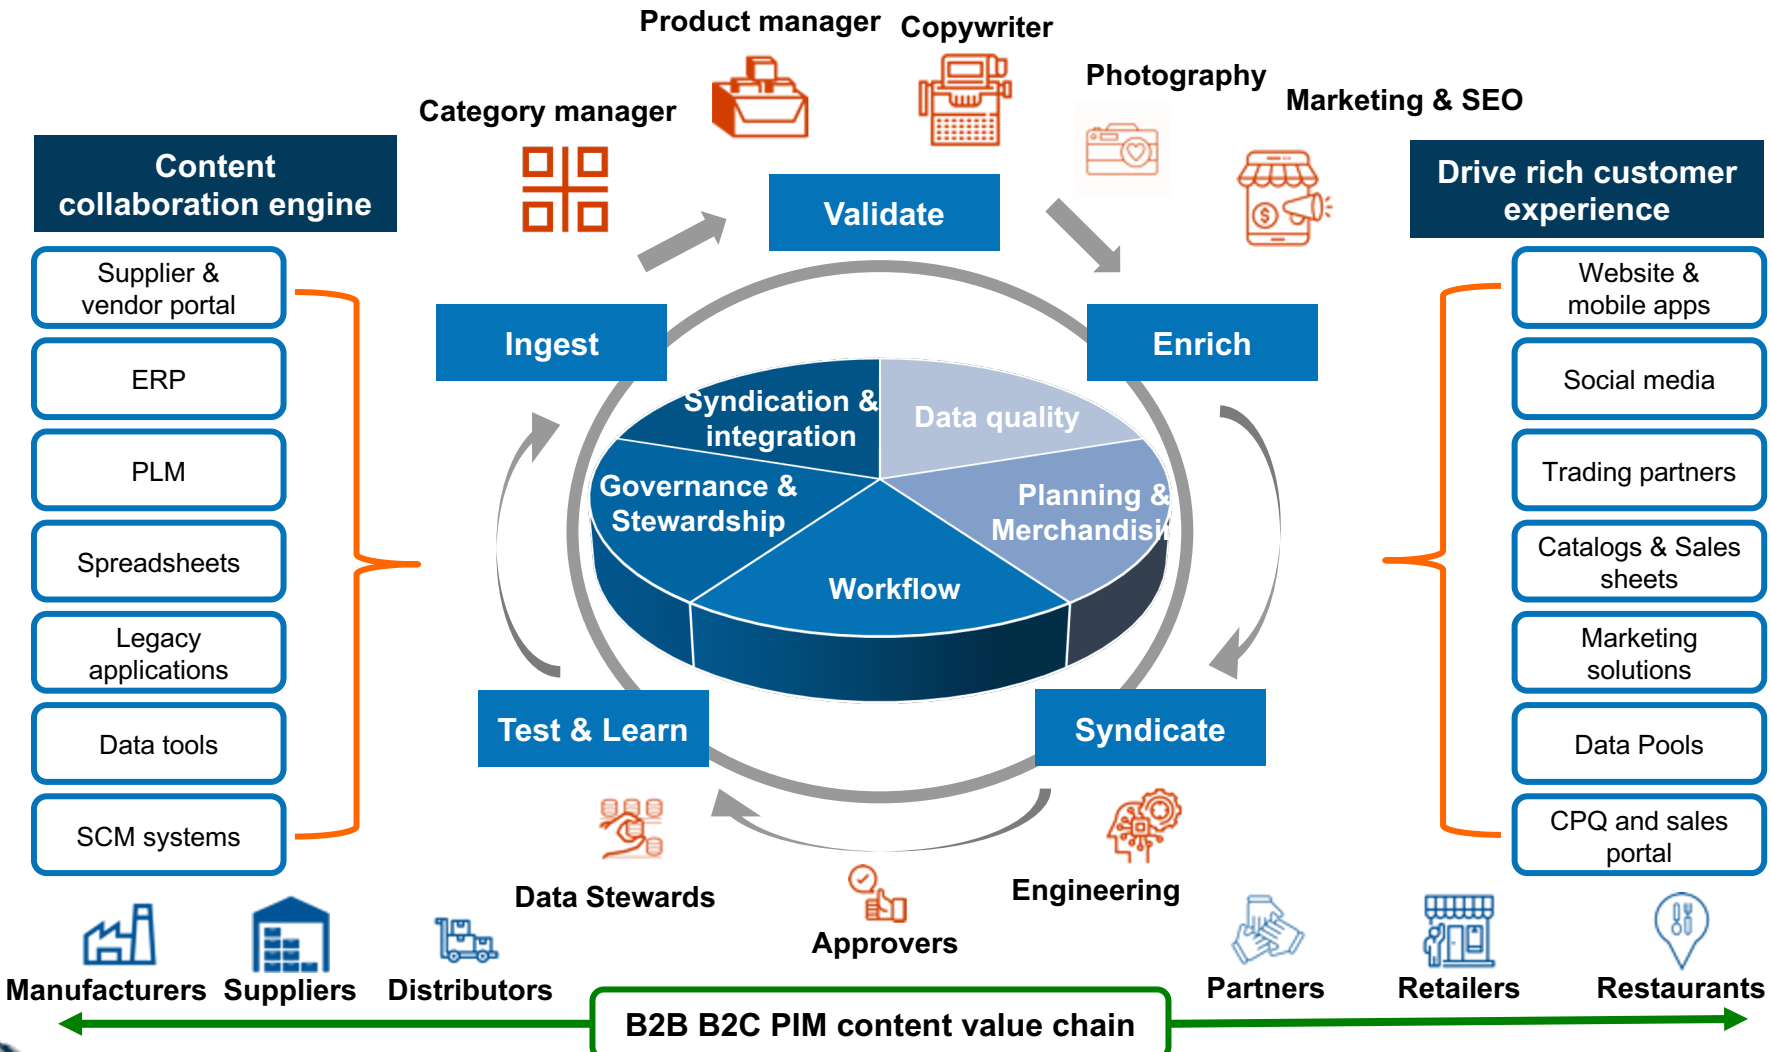 Product manager
Copywriter
Photography
Marketing & SEO
Category manager
Content
collaboration engine
Drive rich customer
experience
Validate
Ingest
Enrich
Supplier &
vendor portal
ERP
PLM
Spreadsheets
Legacy
applications
Data tools
SCM systems
Syndication &
integration
Data quality
Governance &
Stewardship
Planning &
Merchandisi
Workflow
Test & Learn
Syndicate
Website &
mobile apps
Social media
Trading partners
Catalogs & Sales
sheets
Marketing
solutions
Data Pools
CPQ and sales
portal
Data Stewards
Approvers
Engineering
Manufacturers
Suppliers
Distributors
Partners
Retailers
Restaurants
B2B B2C PIM content value chain